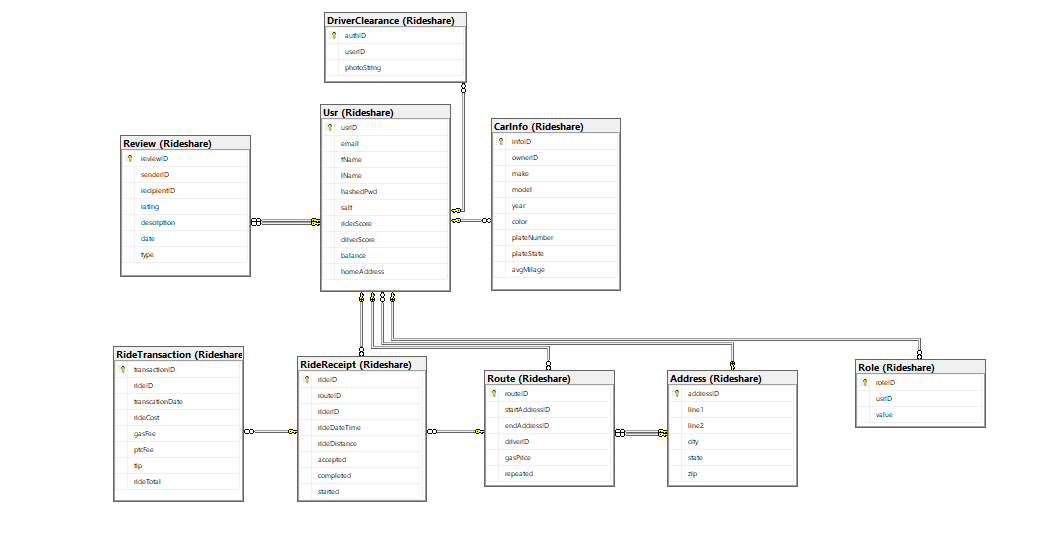 DriverClearance (Rideshare)
authID
userID
photoString
Usr (Rideshare)
usrID
email
fName
lName
hashedPwd
salt
riderScore
driverScore
balance
homeAddress
CarInfo (Rideshare)
infoID
ownerID
make
model
year
color
plateNumber
plateState
avgMilage
Review (Rideshare)
reviewID
senderID
recipientID
rating
description
date
type
RideTransaction (Rideshare
transactionID
rideID
transcationDate
rideCost
gasFee
ptcFee
tip
rideTotal
RideReceipt (Rideshare)
rideID
routeID
riderID
rideDateTime
rideDistance
accepted
completed
started
Route (Rideshare)
routeID
startAddressID
endAddressID
driverID
gasPrice
repeated
Address (Rideshare)
addressID
line1
line2
city
state
zip
Role (Rideshare)
roleID
usrID
value